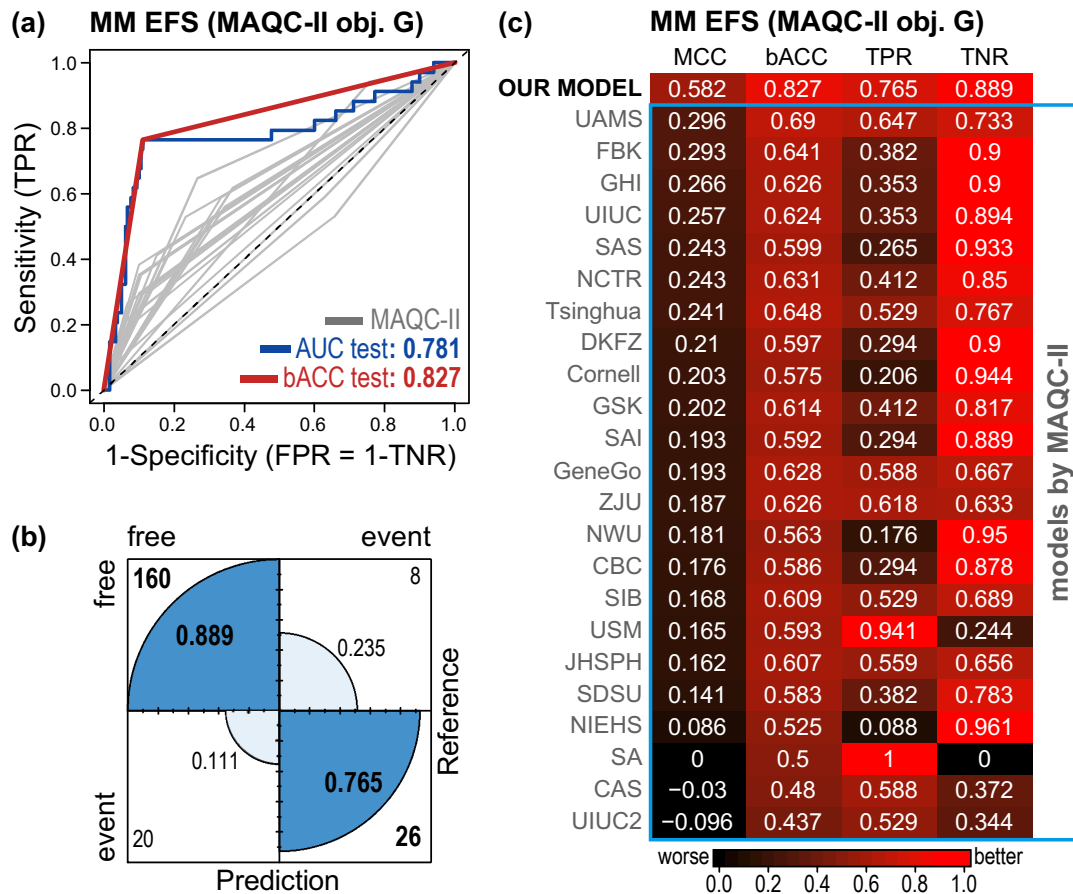 (a) MM EFS (MAQC-II obj. G)
1.0
0.8
0.6
0.4
0.2
0.0
Sensitivity (TPR)
MAQC-II
AUC test: 0.781
bACC test: 0.827
0.0 0.2 0.4 0.6 0.8 1.0
1-Specificity (FPR = 1-TNR)
(b)
free event
free
event
160 8
0.889 0.235
0.111 0.765
20 26
Reference
Prediction
(c) MM EFS (MAQC-II obj. G)
MCC bACC TPR TNR
OUR MODEL 0.582 0.827 0.765 0.889
UAMS 0.296 0.69 0.647 0.733
FBK 0.293 0.641 0.382 0.9
GHI 0.266 0.626 0.353 0.9
UIUC 0.257 0.624 0.353 0.894
SAS 0.243 0.599 0.265 0.933
NCTR 0.243 0.631 0.412 0.85
Tsinghua 0.241 0.648 0.529 0.767
DKFZ 0.21 0.597 0.294 0.9
Cornell 0.203 0.575 0.206 0.944
GSK 0.202 0.614 0.412 0.817
SAI 0.193 0.592 0.294 0.889
GeneGo 0.193 0.628 0.588 0.667
ZJU 0.187 0.626 0.618 0.633
NWU 0.181 0.563 0.176 0.95
CBC 0.176 0.586 0.294 0.878
SIB 0.168 0.609 0.529 0.689
USM 0.165 0.593 0.941 0.244
JHSPH 0.162 0.607 0.559 0.656
SDSU 0.141 0.583 0.382 0.783
NIEHS 0.086 0.525 0.088 0.961
SA 0 0.5 1 0
CAS −0.03 0.48 0.588 0.372
UIUC2 −0.096 0.437 0.529 0.344
models by MAQC-II
worse better
0.0 0.2 0.4 0.6 0.8 1.0